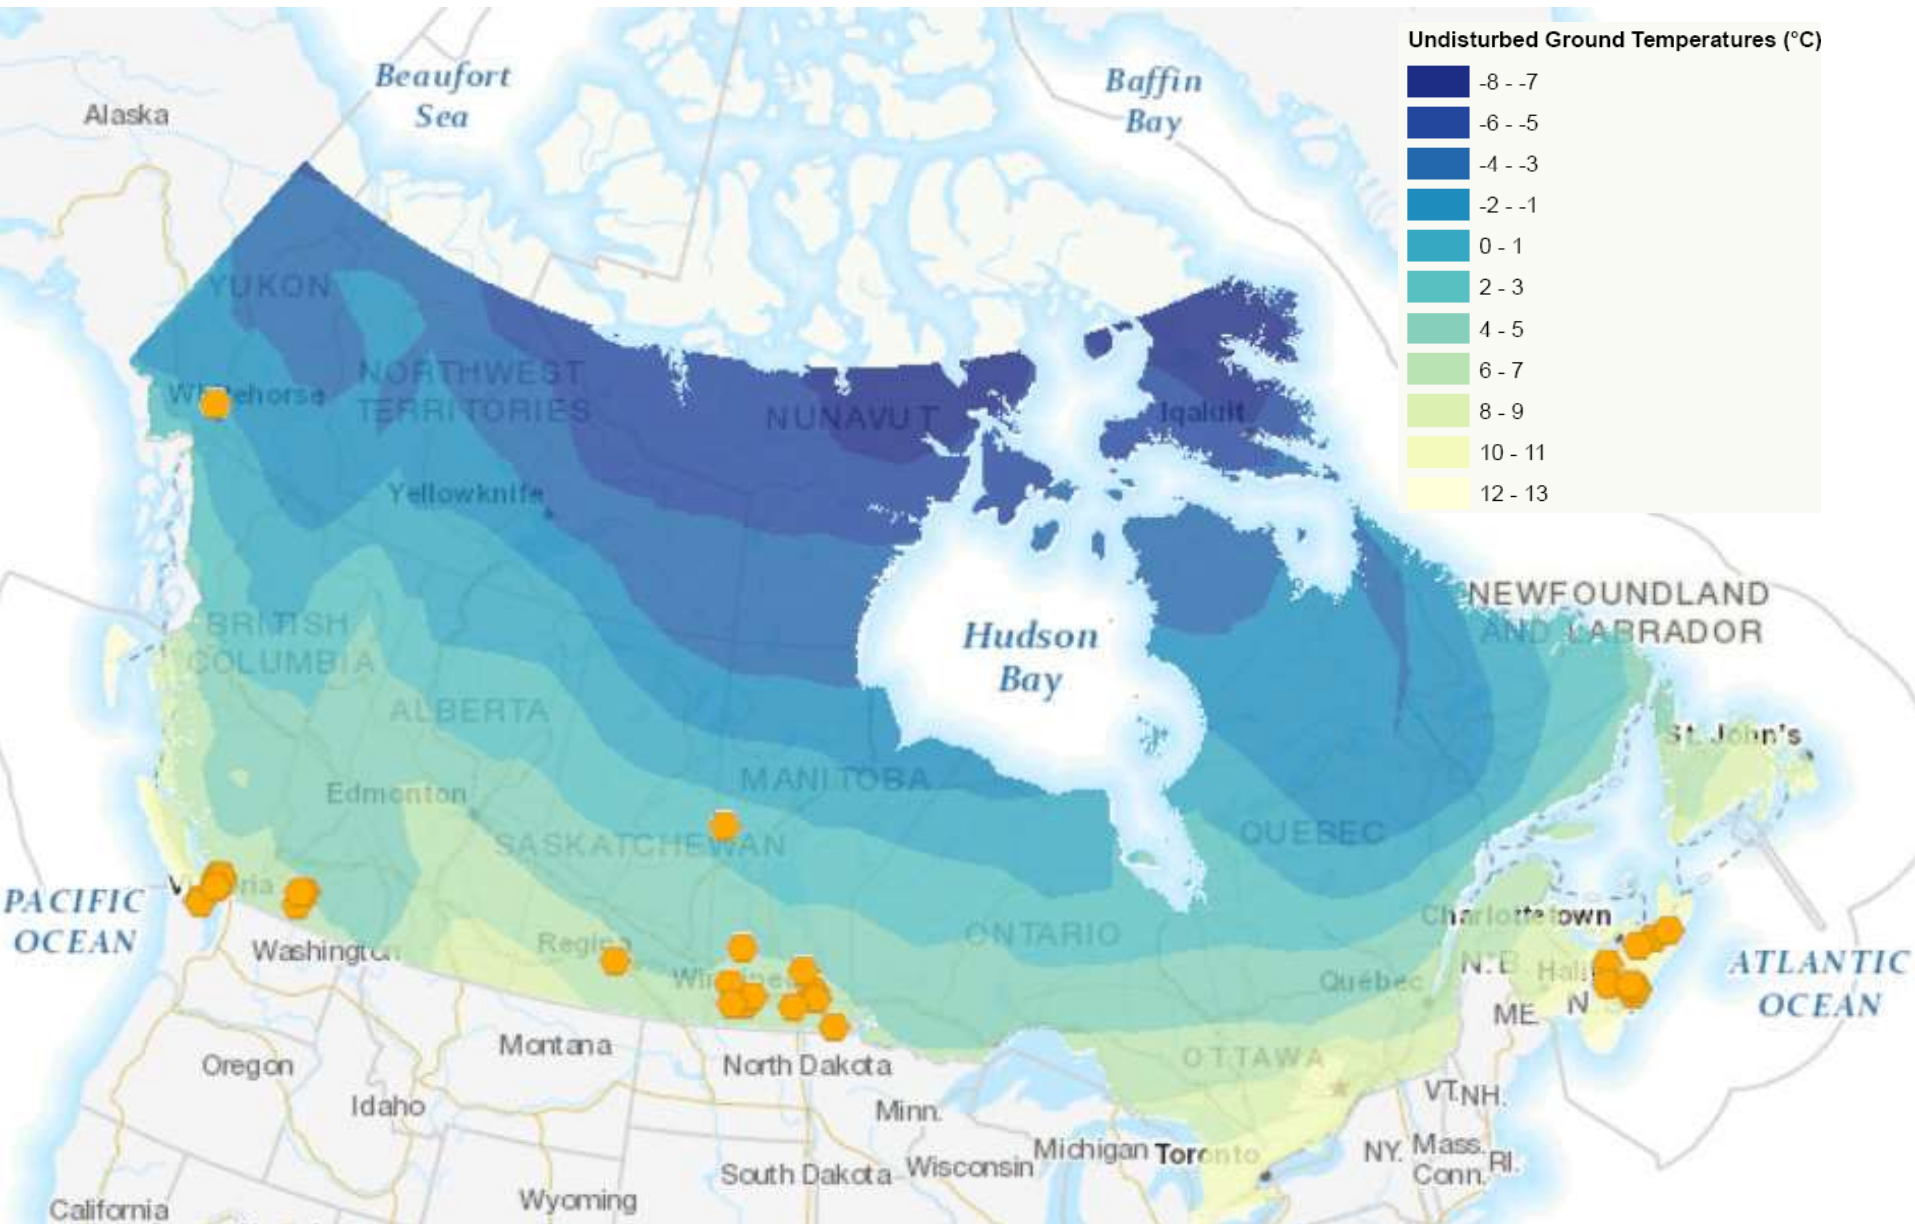 Undisturbed Ground Temperatures (°C)
-8 - -7
-6 - -5
-4 - -3
-2 - -1
0 - 1
2 - 3
4 - 5
6 - 7
8 - 9
10 - 11
12 - 13
Beaufort
Sea
Baffin
Bay
Alaska
YUKON
NORTHWEST
TERRITORIES
NUNAVUT
Iqaluit
Yellowknife
Hudson
Bay
NEWFOUNDLAND
AND LABRADOR
BRITISH
COLUMBIA
ALBERTA
St. John's
MANITOBA
Edmonton
SASKATCHEWAN
QUEBEC
PACIFIC
OCEAN
Washington
Regina
ONTARIO
Charlottetown
N.B
Québec
ATLANTIC
OCEAN
ME.
Montana
North Dakota
OTTAWA
Oregon
Idaho
Minn.
VT.
NH.
Michigan
Toronto
Wisconsin
South Dakota
NY.
Mass.
Conn.
RI.
Wyoming
California